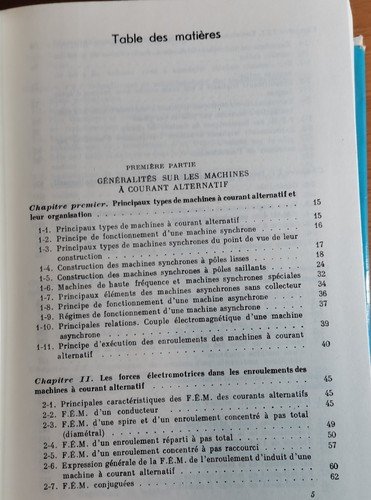 Table des matières
PREMIÈRE PARTIE
GÉNÉRALITÉS SUR LES MACHINES
À COURANT ALTERNATIF
Chapitre premier. Principaux types de machines à courant alternatif et
leur organisation 15
1-1. Principaux types de machines à courant alternatif 15
1-2. Principe de fonctionnement d'une machine synchrone 16
1-3. Principaux types de machines synchrones du point de vue de leur
construction 17
1-4. Construction des machines synchrones à pôles lisses 18
1-5. Construction des machines synchrones à pôles saillants 24
1-6. Machines de haute fréquence et machines synchrones spéciales 32
1-7. Principaux éléments des machines asynchrones sans collecteur 34
1-8. Principe de fonctionnement d'une machine asynchrone 36
1-9. Régimes de fonctionnement d'une machine asynchrone 37
1-10. Principales relations. Couple électromagnétique d'une machine
asynchrone 39
1-11. Principe d'exécution des enroulements des machines à courant
alternatif 40
Chapitre II. Les forces électromotrices dans les enroulements des
machines à courant alternatif 45
2-1. Principales caractéristiques des F.É.M. des courants alternatifs 45
2-2. F.É.M. d'un conducteur 45
2-3. F.É.M. d'une spire et d'un enroulement concentré à pas total
(diamétral) 49
2-4. F.É.M. d'un enroulement réparti à pas total 50
2-5. F.É.M. d'un enroulement concentré à pas raccourci 57
2-6. Expression générale de la F.É.M. de l'enroulement d'induit d'une
machine à courant alternatif 60
2-7. F.É.M. conjuguées 62
5